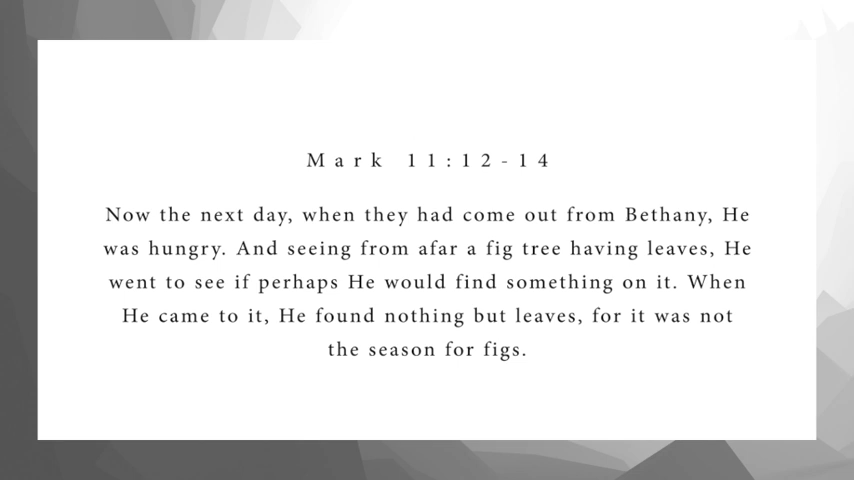 Mark 11:12-14
Now the next day, when they had come out from Bethany, He
was hungry. And seeing from afar a fig tree having leaves, He
went to see if perhaps He would find something on it. When
He came to it, He found nothing but leaves, for it was not
the season for figs.